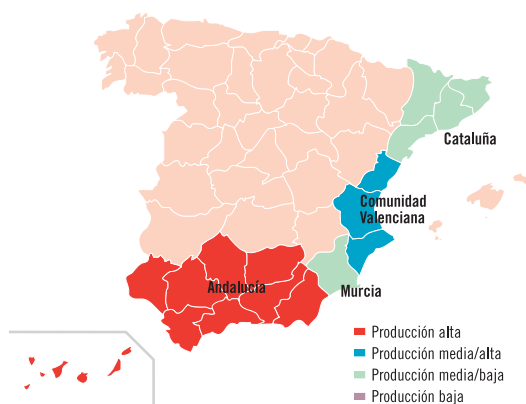 Cataluña
Comunidad
Valenciana
Andalucía
Murcia
Producción alta
Producción media/alta
Producción media/baja
Producción baja